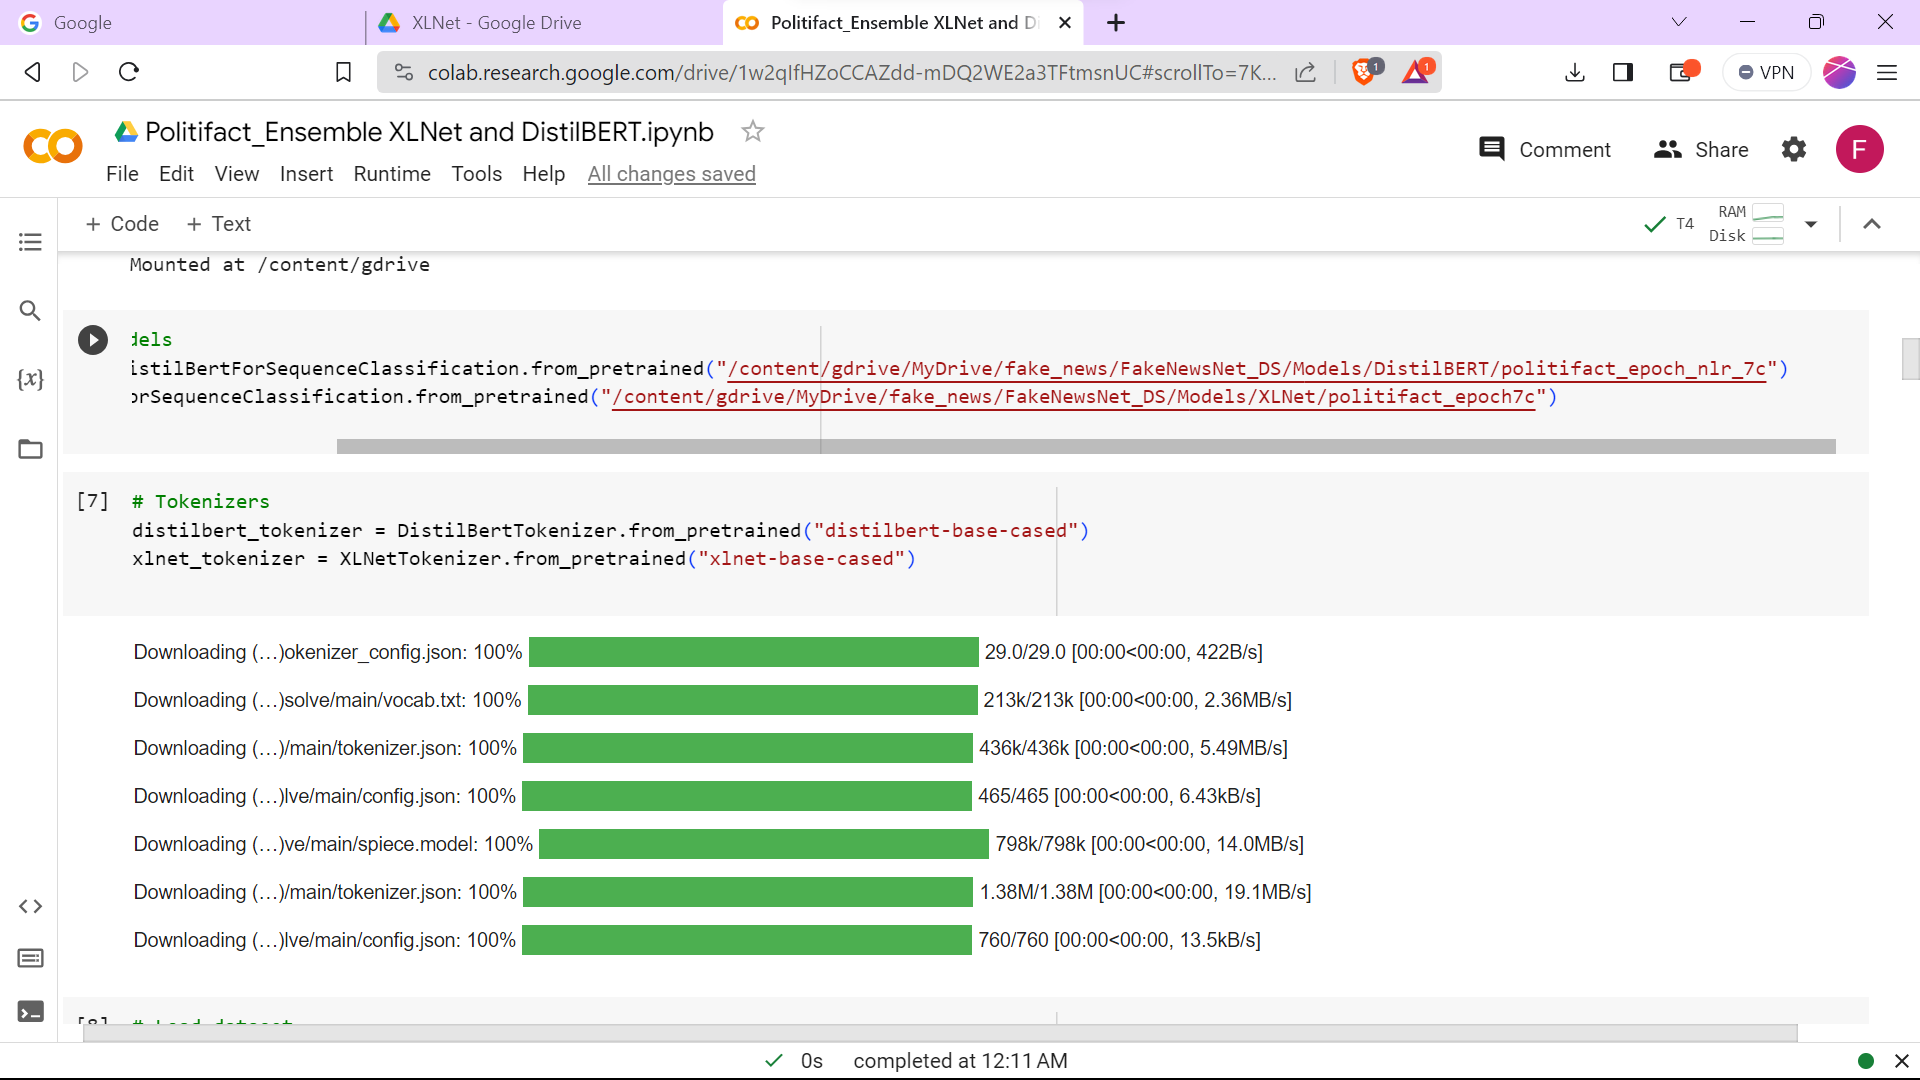 Google
XLNet - Google Drive
Politifact_Ensemble XLNet and Di
colab.research.google.com/drive/1w2qIfHZoCCAZdd-mDQ2WE2a3TFtmsnUC#scrollTo=7K...
1
1
VPN
Politifact_Ensemble XLNet and DistilBERT.ipynb
Comment
Share
F
File Edit View Insert Runtime Tools Help All changes saved
+ Code + Text
T4
RAM
Disk
Mounted at /content/gdrive
dels
istilBertForSequenceClassification.from_pretrained("/content/gdrive/MyDrive/fake_news/FakeNewsNet_DS/Models/DistilBERT/politifact_epoch_nlr_7c")
orSequenceClassification.from_pretrained("/content/gdrive/MyDrive/fake_news/FakeNewsNet_DS/Models/XLNet/politifact_epoch7c")
{x}
[7] # Tokenizers
distilbert_tokenizer = DistilBertTokenizer.from_pretrained("distilbert-base-cased")
xlnet_tokenizer = XLNetTokenizer.from_pretrained("xlnet-base-cased")
Downloading (…)okenizer_config.json: 100% 29.0/29.0 [00:00<00:00, 422B/s]
Downloading (…)solve/main/vocab.txt: 100% 213k/213k [00:00<00:00, 2.36MB/s]
Downloading (…)/main/tokenizer.json: 100% 436k/436k [00:00<00:00, 5.49MB/s]
Downloading (…)lve/main/config.json: 100% 465/465 [00:00<00:00, 6.43kB/s]
Downloading (…)ve/main/spiece.model: 100% 798k/798k [00:00<00:00, 14.0MB/s]
Downloading (…)/main/tokenizer.json: 100% 1.38M/1.38M [00:00<00:00, 19.1MB/s]
Downloading (…)lve/main/config.json: 100% 760/760 [00:00<00:00, 13.5kB/s]
[8] # Load dataset
0s completed at 12:11 AM